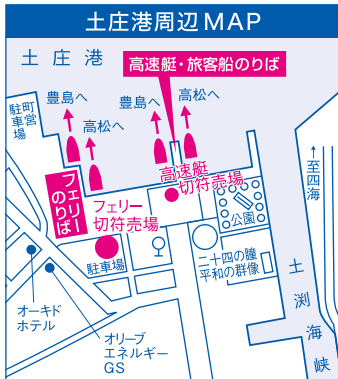 土庄港周辺MAP
土庄港
高速艇・旅客船のりば
豊島へ
豊島へ
高松へ
高松へ
町営
駐車場
フェリー
のりば
高速艇
切符売場
フェリー
切符売場
公園
↑至四海
駐車場
二十四の瞳
平和の群像
土渕海峡
オーキド
ホテル
オリーブ
エネルギー
GS